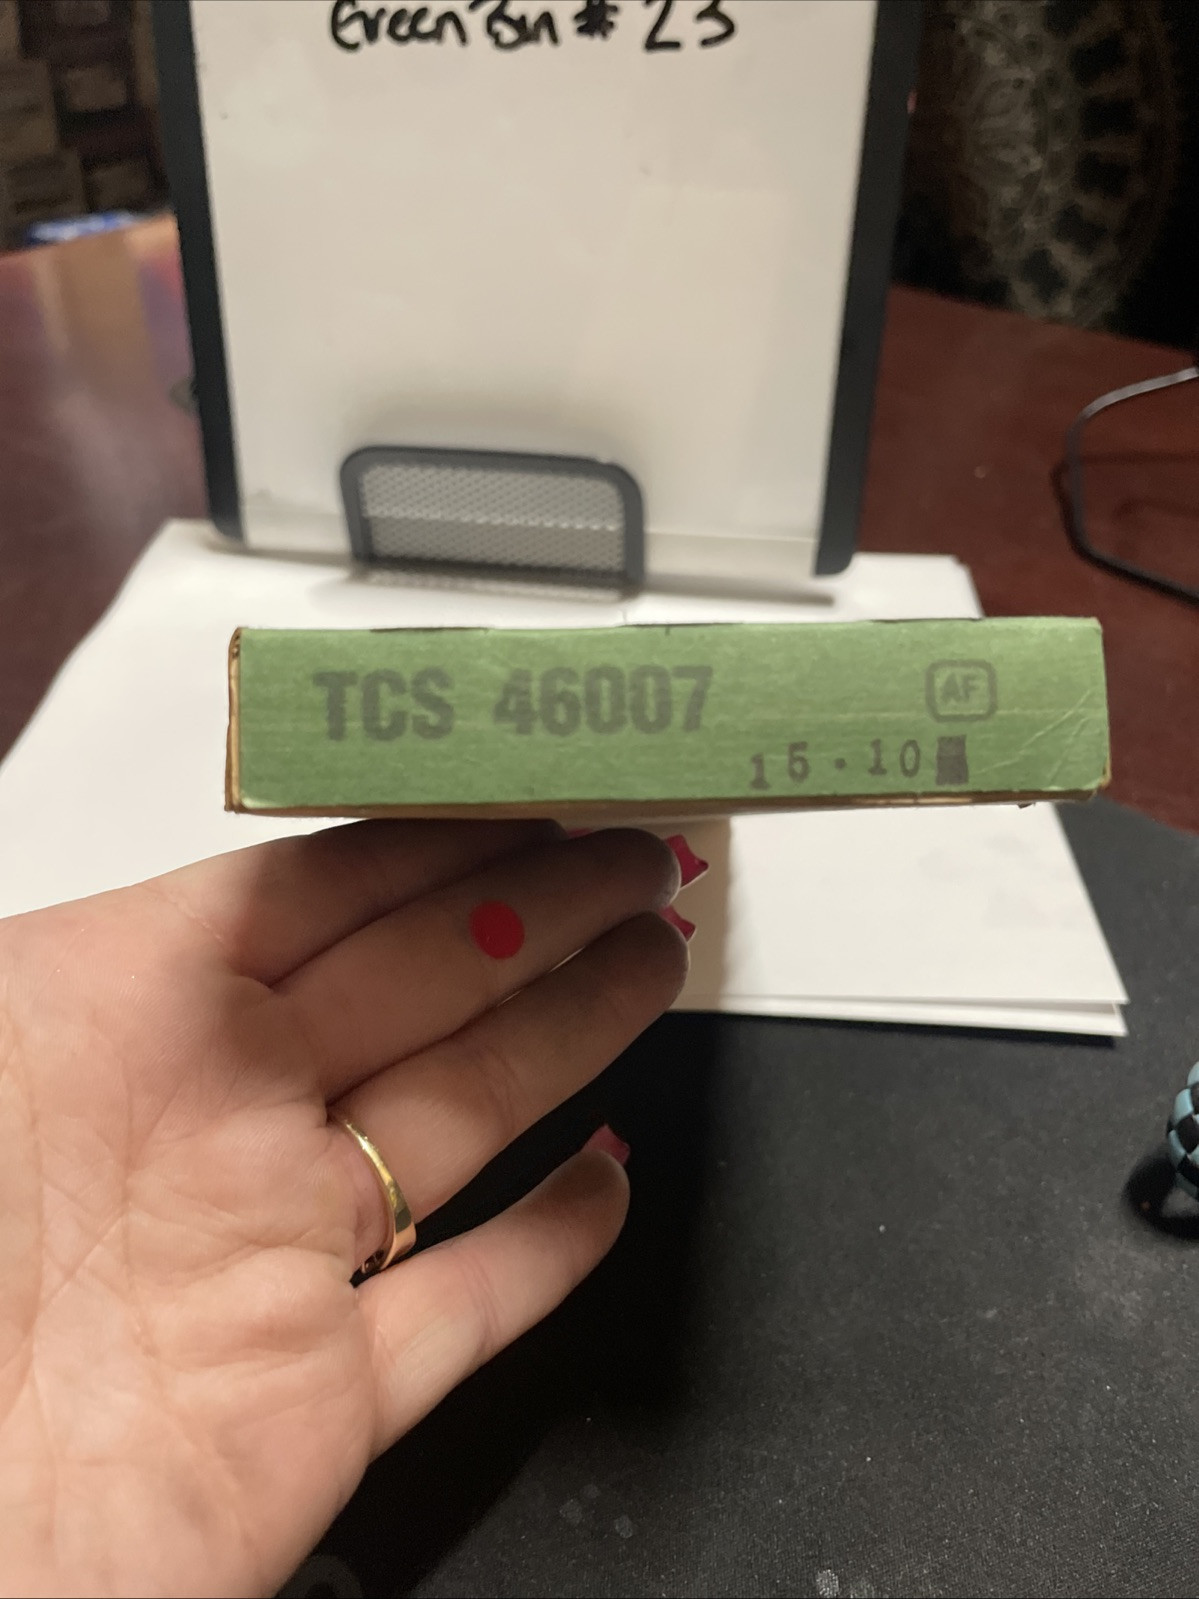 Green Bin # 23
TCS 46007
AF
15.10